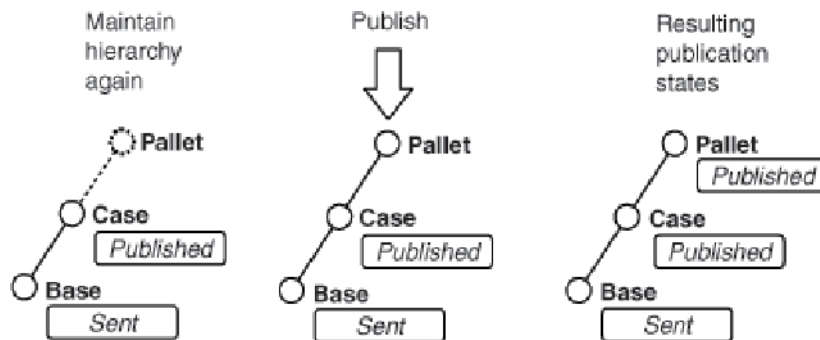 Maintain
hierarchy
again
Pallet
Case
Published
Base
Sent
Publish
Pallet
Case
Published
Base
Sent
Resulting
publication
states
Pallet
Published
Case
Published
Base
Sent